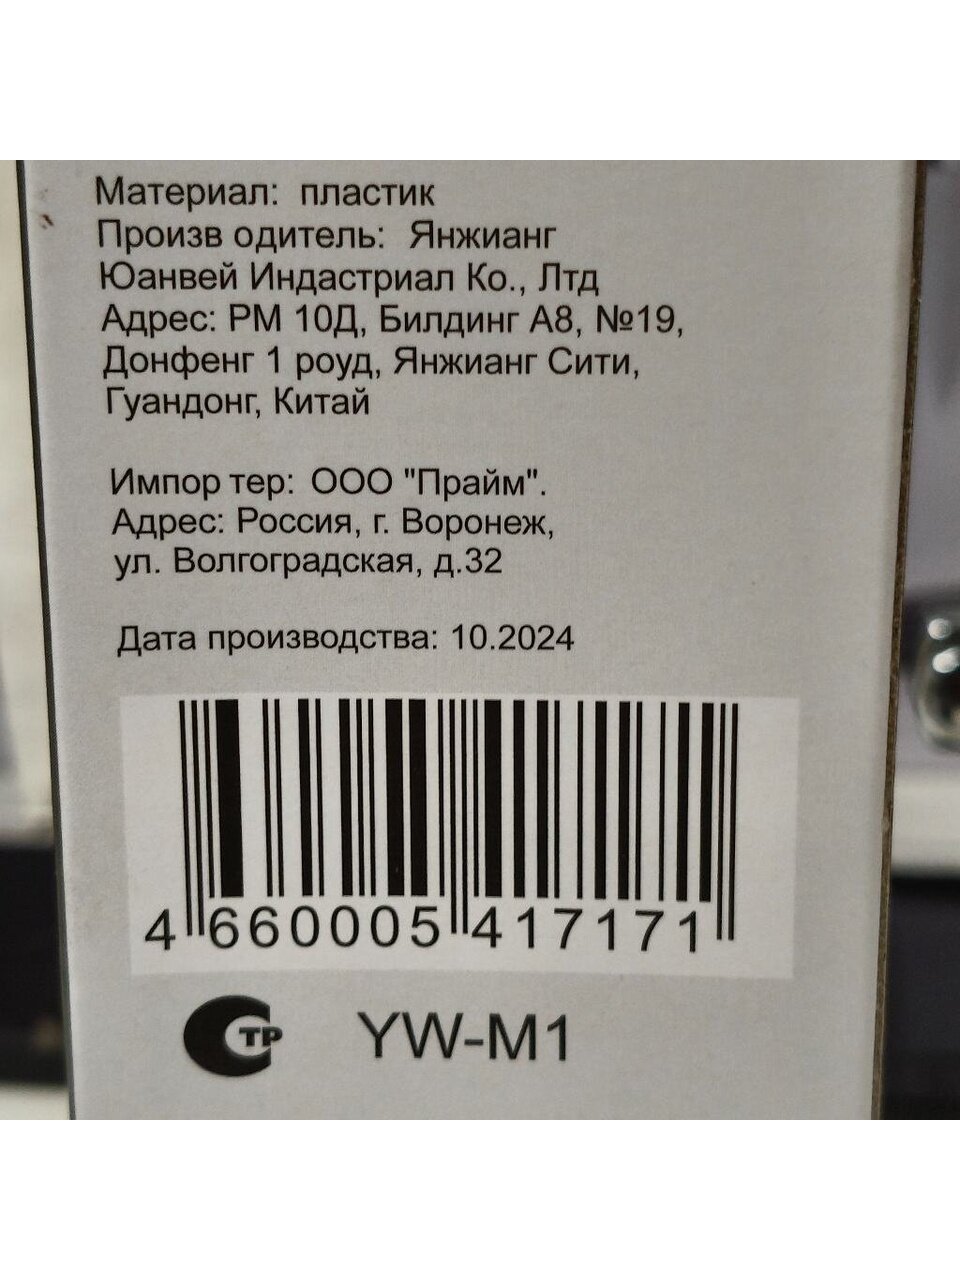 Материал: пластик
Произв одитель: Янжианг
Юанвей Индастриал Ко., Лтд
Адрес: РМ 10Д, Билдинг А8, №19,
Донфенг 1 роуд, Янжианг Сити,
Гуандонг, Китай
Импор тер: ООО "Прайм".
Адрес: Россия, г. Воронеж,
ул. Волгоградская, д.32
Дата производства: 10.2024
4 660005 417171
СТР YW-M1